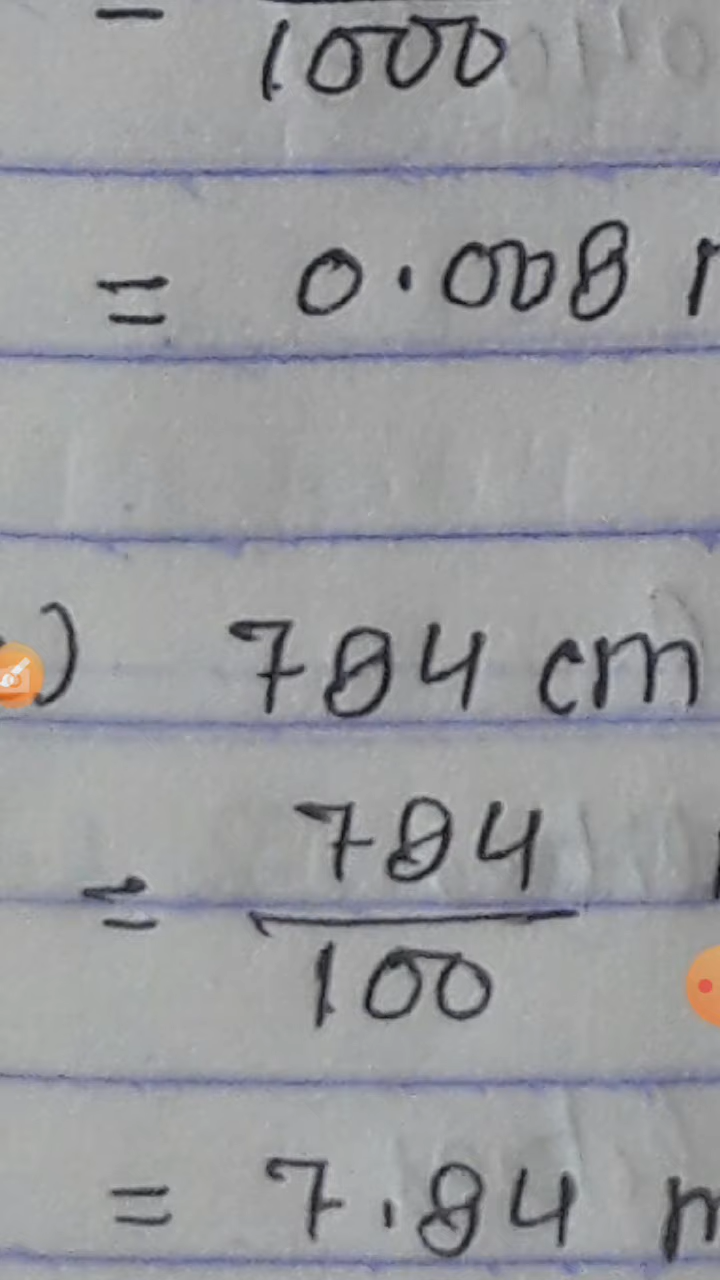 = 1000
= 0.008
) 784 cm
= 784
100
= 7.84 m